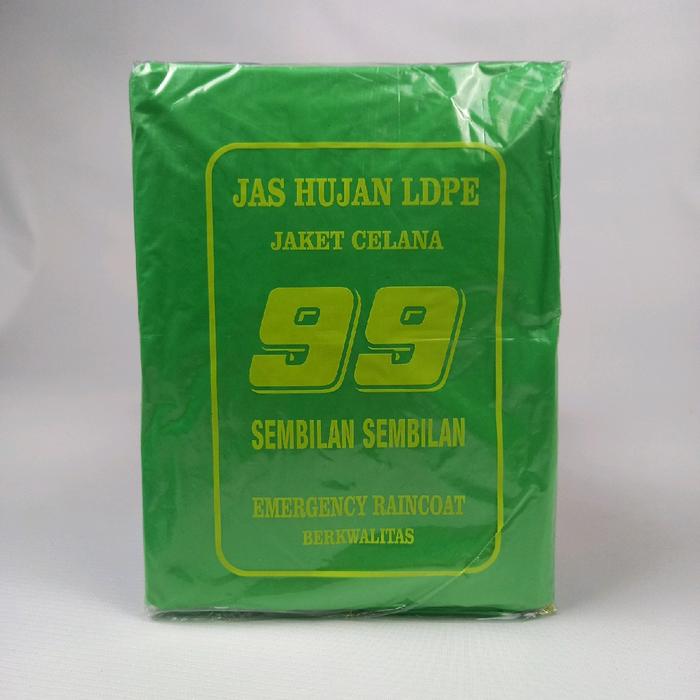 JAS HUJAN LDPE
JAKET CELANA
99
SEMBILAN SEMBILAN
EMERGENCY RAINCOAT
BERKWALITAS